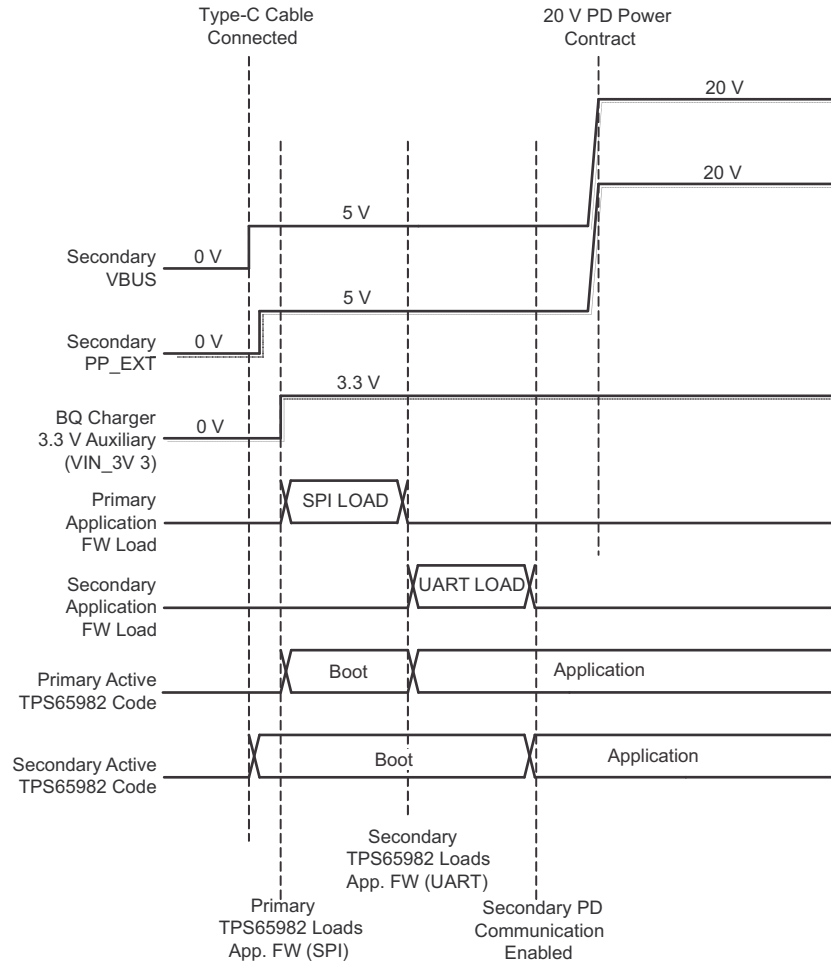 Type-C Cable
Connected
20 V PD Power
Contract
20 V
20 V
5 V
Secondary
VBUS
0 V
5 V
Secondary
PP_EXT
0 V
3.3 V
BQ Charger
3.3 V Auxiliary
(VIN_3V 3)
0 V
Primary
Application
FW Load
SPI LOAD
Secondary
Application
FW Load
UART LOAD
Primary Active
TPS65982 Code
Boot
Application
Secondary Active
TPS65982 Code
Boot
Application
Secondary
TPS65982 Loads
App. FW (UART)
Primary
TPS65982 Loads
App. FW (SPI)
Secondary PD
Communication
Enabled